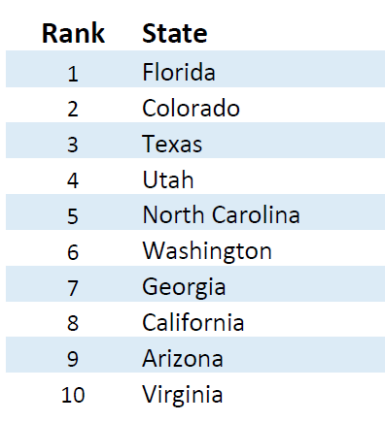 Rank State
1 Florida
2 Colorado
3 Texas
4 Utah
5 North Carolina
6 Washington
7 Georgia
8 California
9 Arizona
10 Virginia